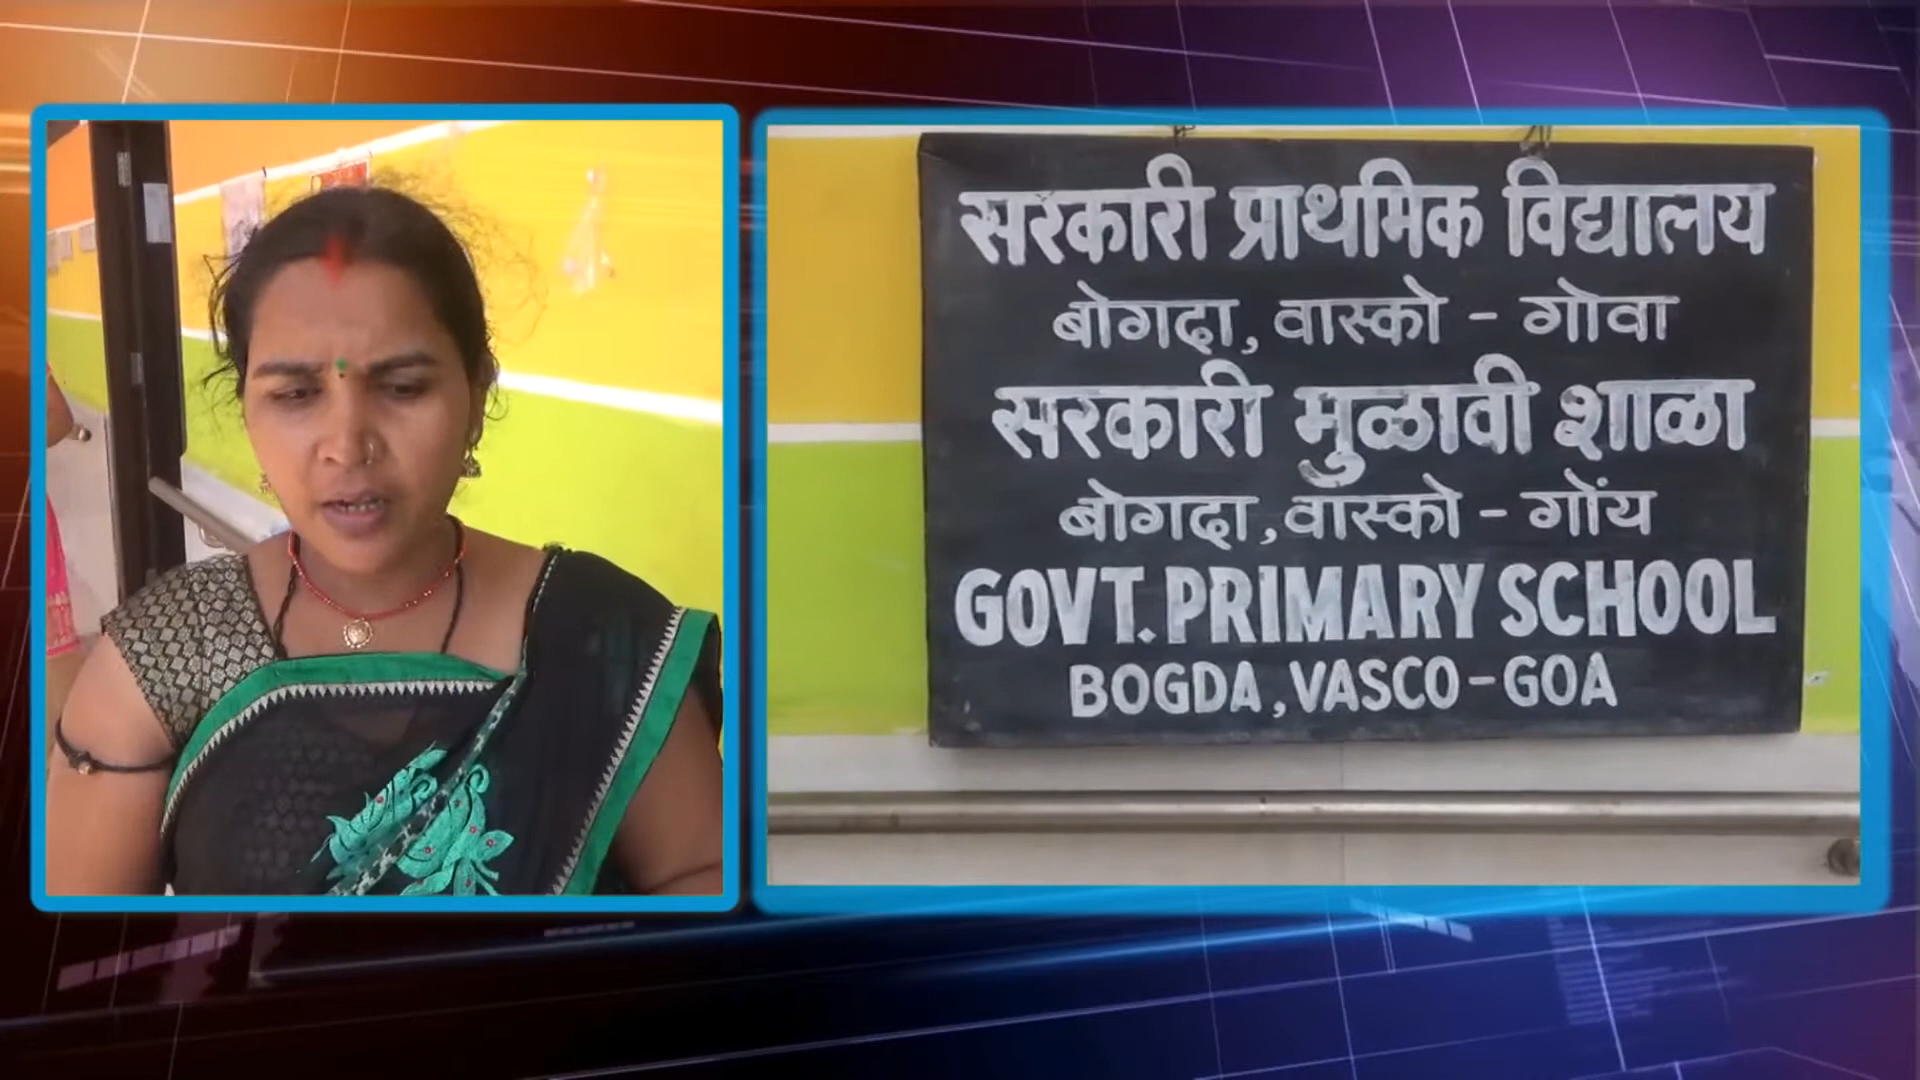 सरकारी प्राथमिक विद्यालय
बोगदा, वास्को - गोवा
सरकारी मुळावी शाळा
बोगदा, वास्को - गोंय
GOVT. PRIMARY SCHOOL
BOGDA, VASCO - GOA